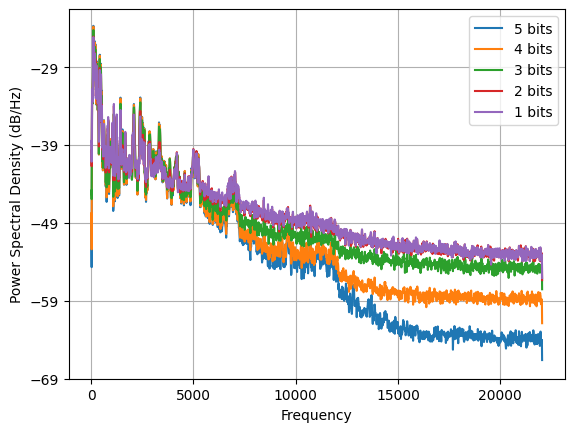 5 bits
4 bits
3 bits
2 bits
1 bits
Power Spectral Density (dB/Hz)
−29
−39
−49
−59
−69
0 5000 10000 15000 20000
Frequency